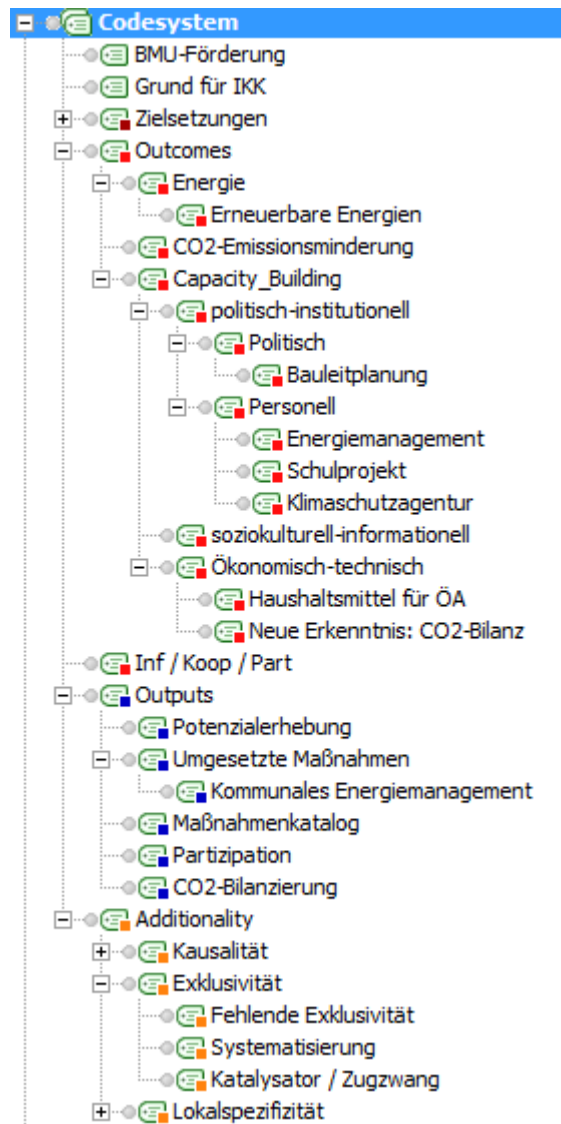 Codesystem
BMU-Förderung
Grund für IKK
Zielsetzungen
Outcomes
Energie
Erneuerbare Energien
CO2-Emissionsminderung
Capacity_Building
politisch-institutionell
Politisch
Bauleitplanung
Personell
Energiemanagement
Schulprojekt
Klimaschutzagentur
soziokulturell-informationell
Ökonomisch-technisch
Haushaltsmittel für ÖA
Neue Erkenntnis: CO2-Bilanz
Inf / Koop / Part
Outputs
Potenzialerhebung
Umgesetzte Maßnahmen
Kommunales Energiemanagement
Maßnahmenkatalog
Partizipation
CO2-Bilanzierung
Additionality
Kausalität
Exklusivität
Fehlende Exklusivität
Systematisierung
Katalysator / Zugzwang
Lokalspezifizität